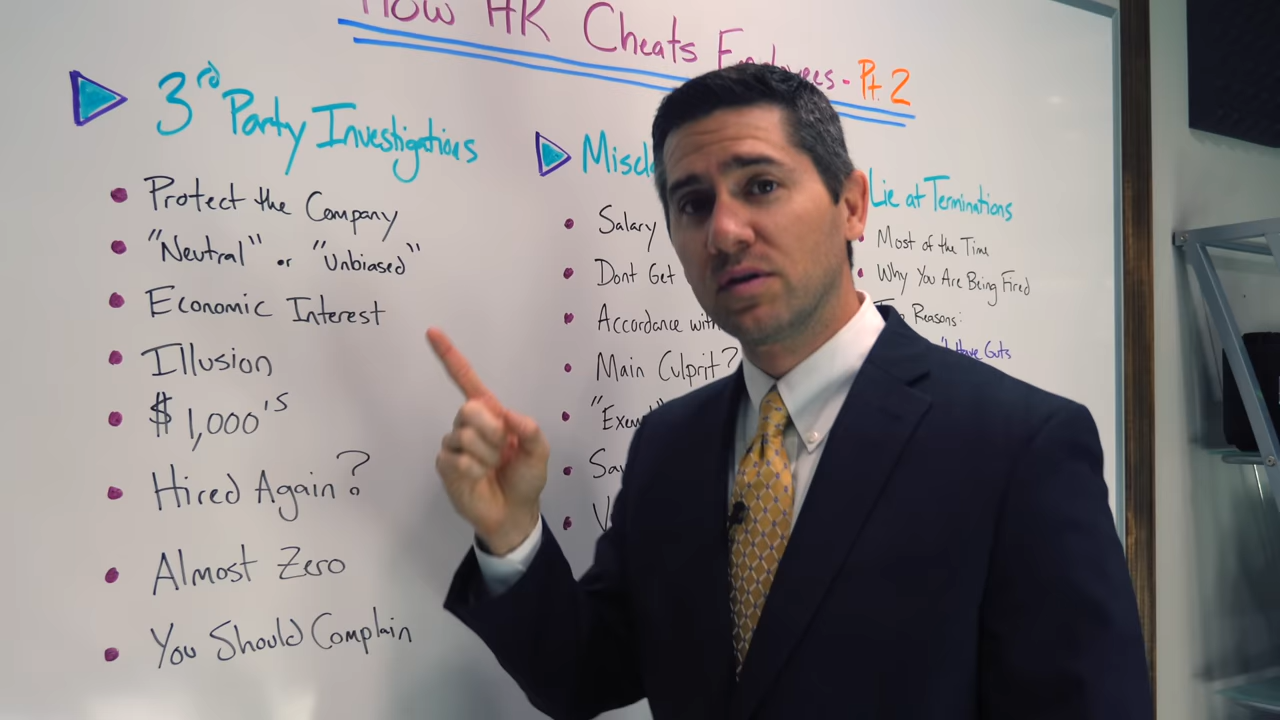 How HR Cheats Employees - Pt. 2
3rd Party Investigations
Protect the Company
"Neutral" or "Unbiased"
Economic Interest
Illusion
$1,000's
Hired Again?
Almost Zero
You Should Complain
Salary
Dont Get
Accordance with
Main Culprit?
Lie at Terminations
Most of the Time
Why You Are Being Fired
Reasons:
Have Guts